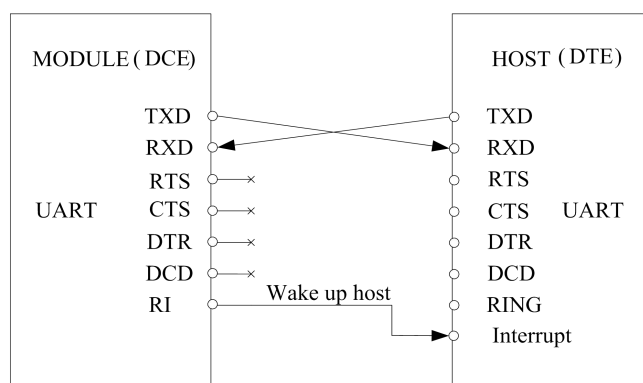 MODULE (DCE)
TXD
RXD
RTS
CTS
DTR
DCD
RI
UART
Wake up host
HOST (DTE)
TXD
RXD
RTS
CTS
DTR
DCD
RING
Interrupt
UART